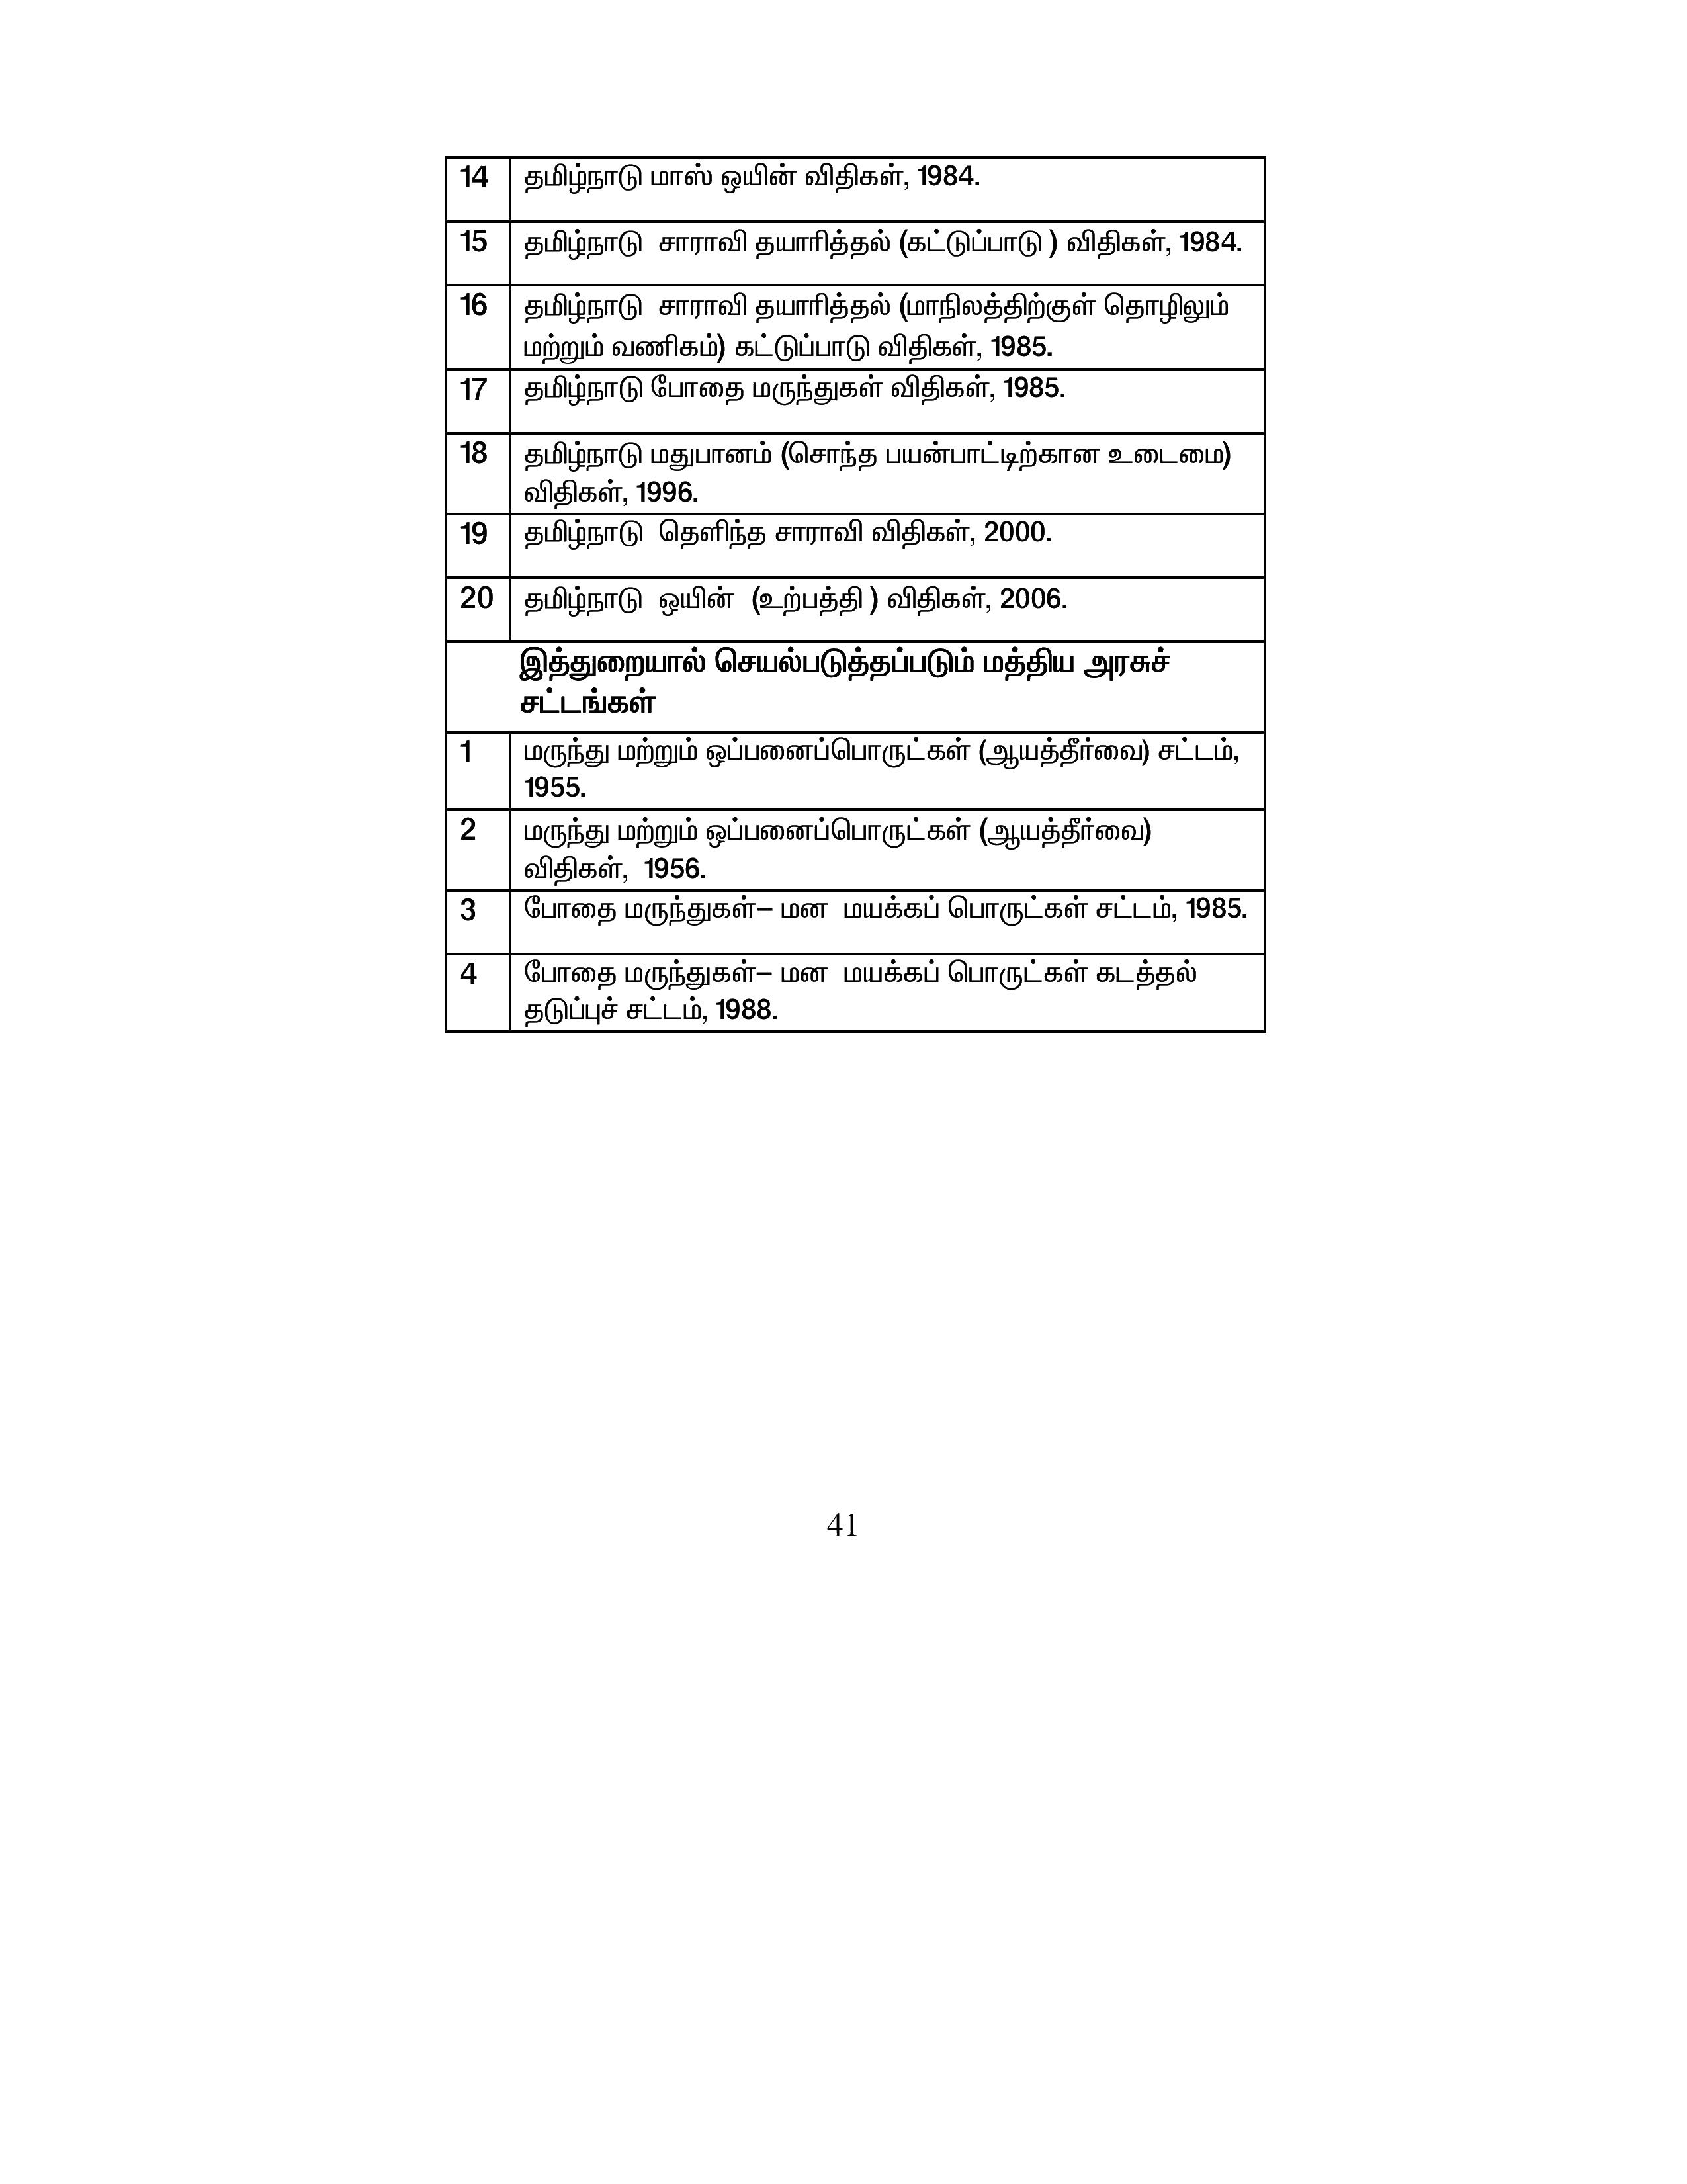 14 தமிழ்நாடு மாஸ் ஒயின் விதிகள், 1984.
15 தமிழ்நாடு சாராவி தயாரித்தல் (கட்டுப்பாடு ) விதிகள், 1984.
16 தமிழ்நாடு சாராவி தயாரித்தல் (மாநிலத்திற்குள் தொழிலும்
மற்றும் வணிகம்) கட்டுப்பாடு விதிகள், 1985.
17 தமிழ்நாடு போதை மருந்துகள் விதிகள், 1985.
18 தமிழ்நாடு மதுபானம் (சொந்த பயன்பாட்டிற்கான உடைமை)
விதிகள், 1996.
19 தமிழ்நாடு தெளிந்த சாராவி விதிகள், 2000.
20 தமிழ்நாடு ஒயின் (உற்பத்தி ) விதிகள், 2006.
இத்துறையால் செயல்படுத்தப்படும் மத்திய அரசுச்
சட்டங்கள்
1 மருந்து மற்றும் ஒப்பனைப்பொருட்கள் (ஆயத்தீர்வை) சட்டம்,
1955.
2 மருந்து மற்றும் ஒப்பனைப்பொருட்கள் (ஆயத்தீர்வை)
விதிகள், 1956.
3 போதை மருந்துகள்– மன மயக்கப் பொருட்கள் சட்டம், 1985.
4 போதை மருந்துகள்– மன மயக்கப் பொருட்கள் கடத்தல்
தடுப்புச் சட்டம், 1988.
41